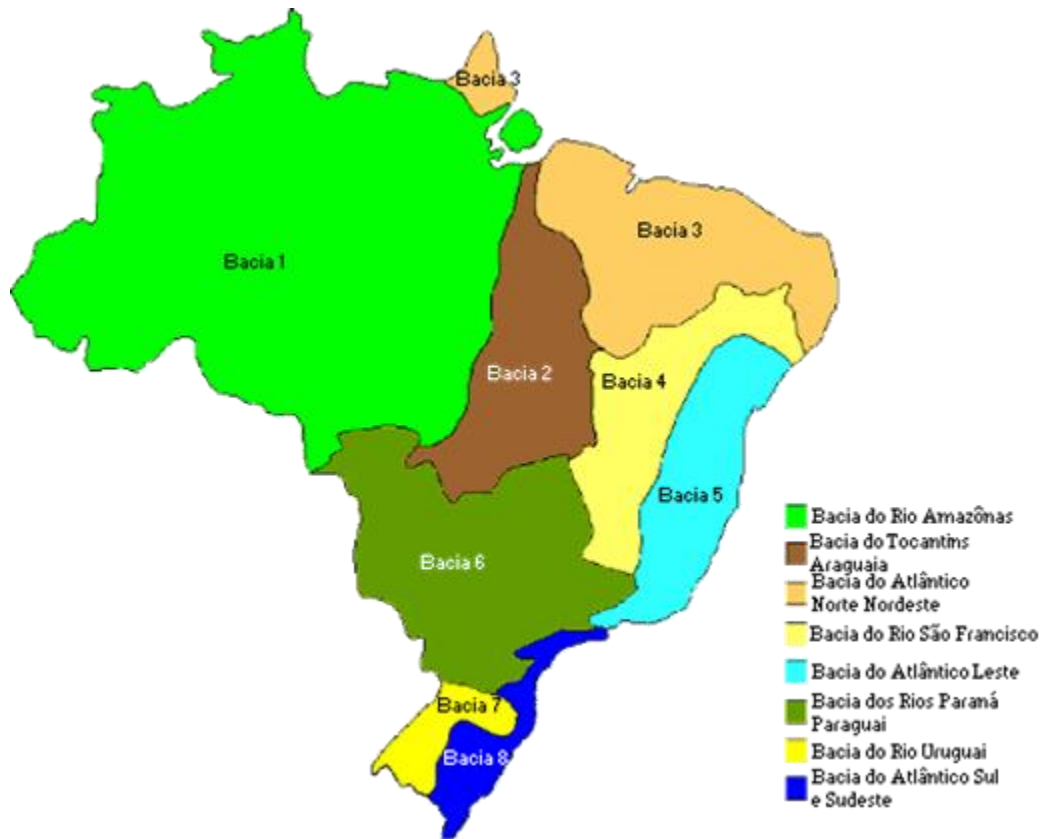 Bacia 3
Bacia 3
Bacia 1
Bacia 2
Bacia 4
Bacia 5
Bacia 6
Bacia 7
Bacia 8
Bacia do Rio Amazônas
Bacia do Tocantins
Araguaia
Bacia do Atlântico
Norte Nordeste
Bacia do Rio São Francisco
Bacia do Atlântico Leste
Bacia dos Rios Paraná
Paraguai
Bacia do Rio Uruguai
Bacia do Atlântico Sul
e Sudeste